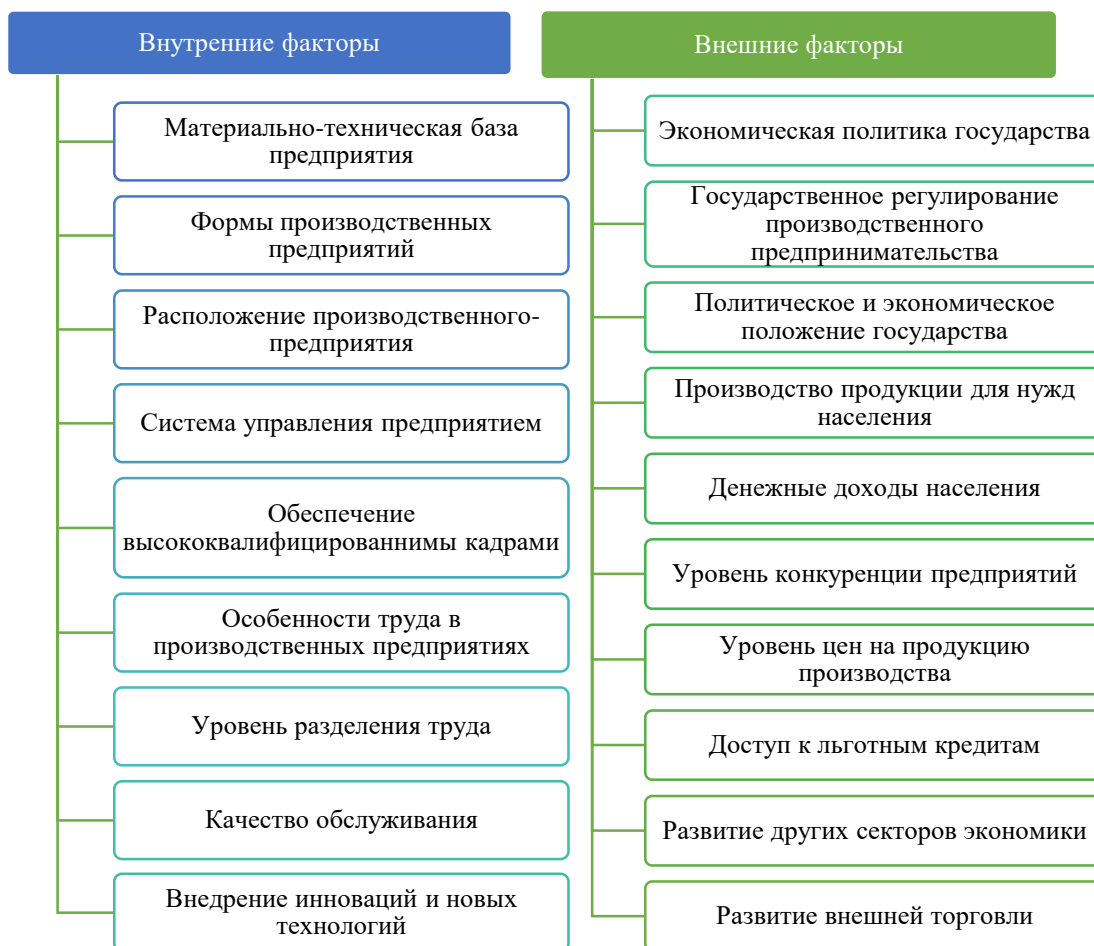 Внутренние факторы
Материально-техническая база
предприятия
Формы производственных
предприятий
Расположение производственного-
предприятия
Система управления предприятием
Обеспечение
высококвалифицированнимы кадрами
Особенности труда в
производственных предприятиях
Уровень разделения труда
Качество обслуживания
Внедрение инноваций и новых
технологий
Внешние факторы
Экономическая политика государства
Государственное регулирование
производственного
предпринимательства
Политическое и экономическое
положение государства
Производство продукции для нужд
населения
Денежные доходы населения
Уровень конкуренции предприятий
Уровень цен на продукцию
производства
Доступ к льготным кредитам
Развитие других секторов экономики
Развитие внешней торговли